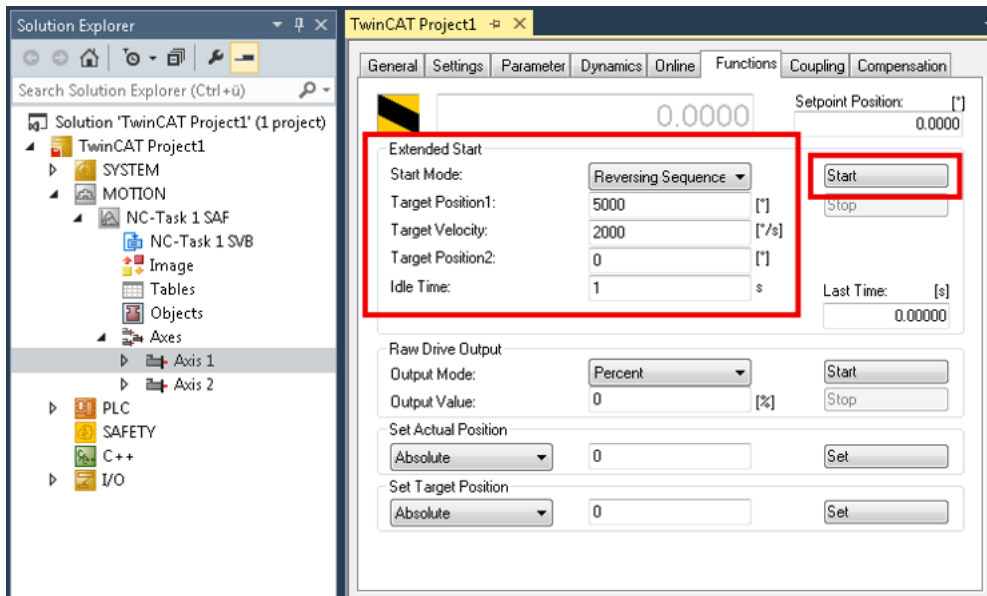 Solution Explorer
Search Solution Explorer (Ctrl+ü)
Solution 'TwinCAT Project1' (1 project)
TwinCAT Project1
SYSTEM
MOTION
NC-Task 1 SAF
NC-Task 1 SVB
Image
Tables
Objects
Axes
Axis 1
Axis 2
PLC
SAFETY
C++
I/O
TwinCAT Project1
General Settings Parameter Dynamics Online Functions Coupling Compensation
0.0000
Setpoint Position: [°]
0.0000
Extended Start
Start Mode: Reversing Sequence Start
Target Position1: 5000 [°] Stop
Target Velocity: 2000 [°/s]
Target Position2: 0 [°]
Idle Time: 1 s Last Time: [s]
0.00000
Raw Drive Output
Output Mode: Percent Start
Output Value: 0 [%] Stop
Set Actual Position
Absolute 0 Set
Set Target Position
Absolute 0 Set